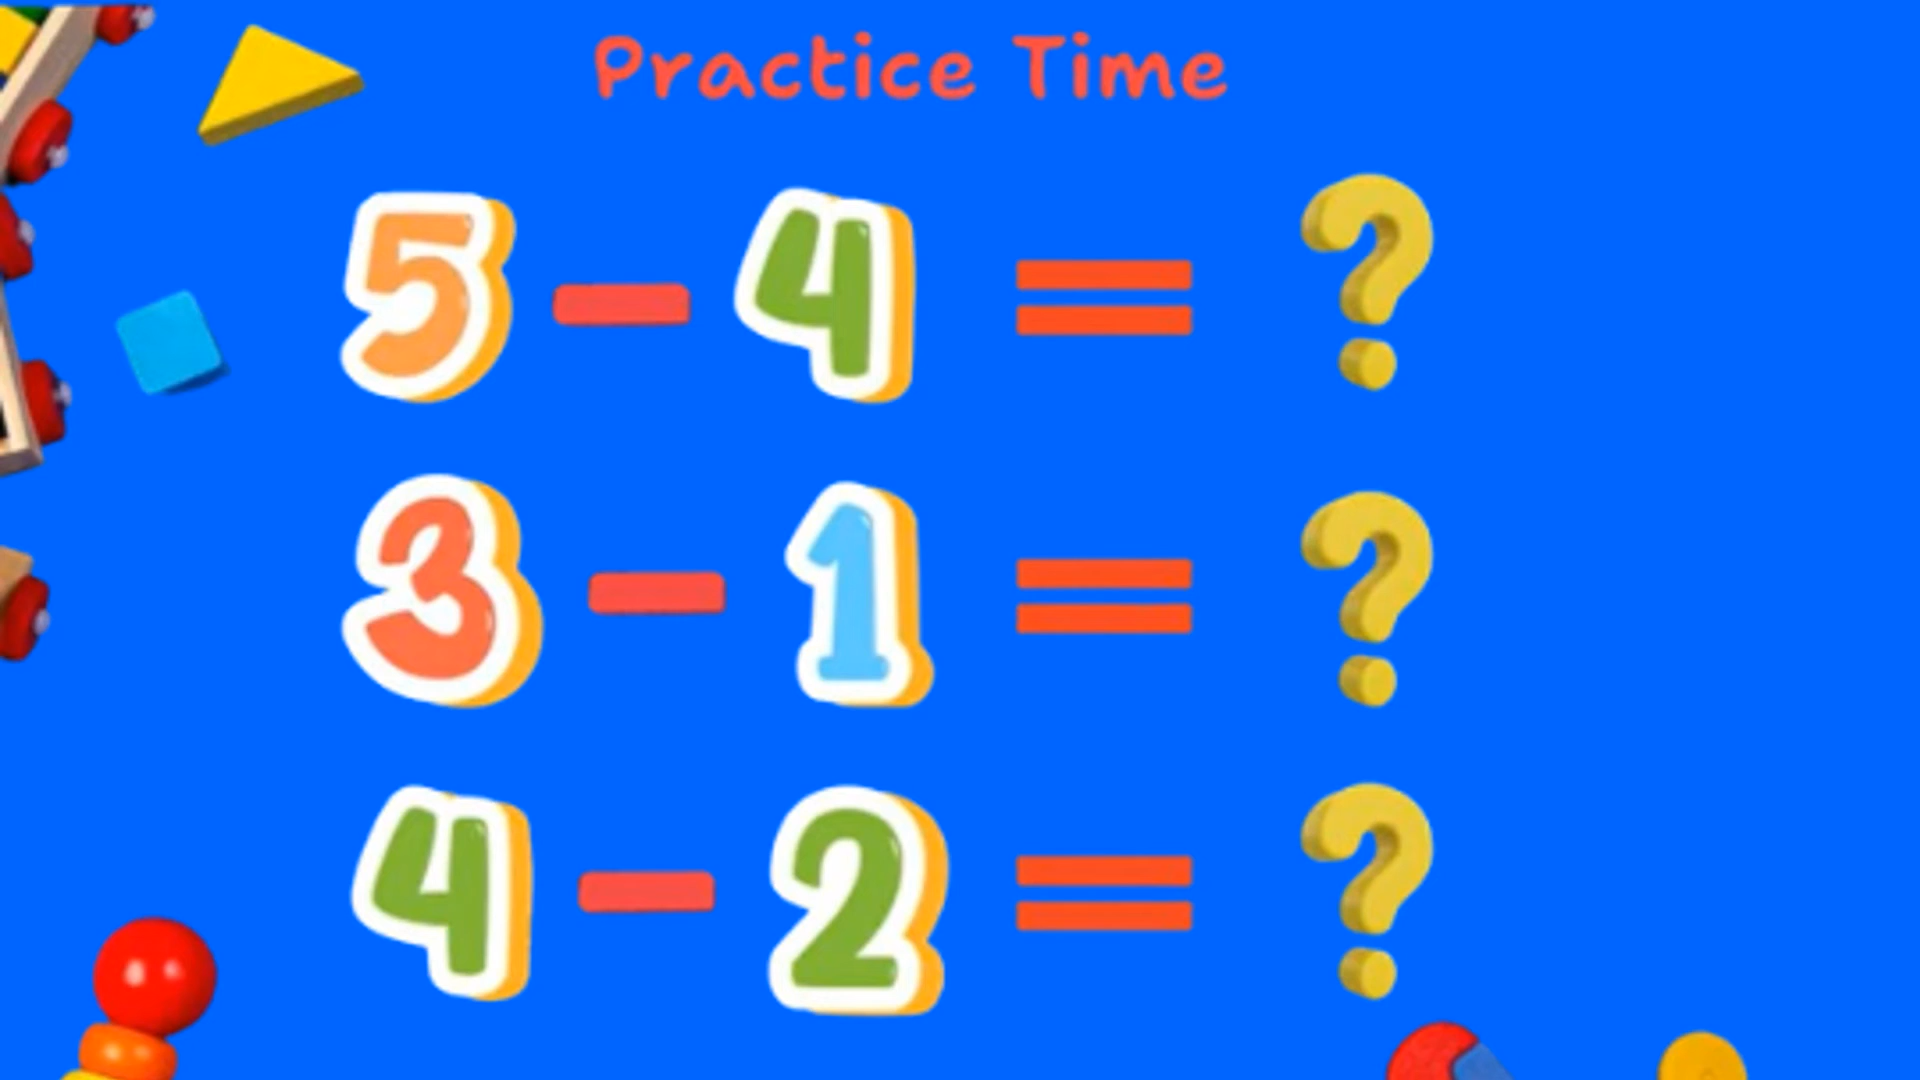 Practice Time
5 - 4 = ?
3 - 1 = ?
4 - 2 = ?